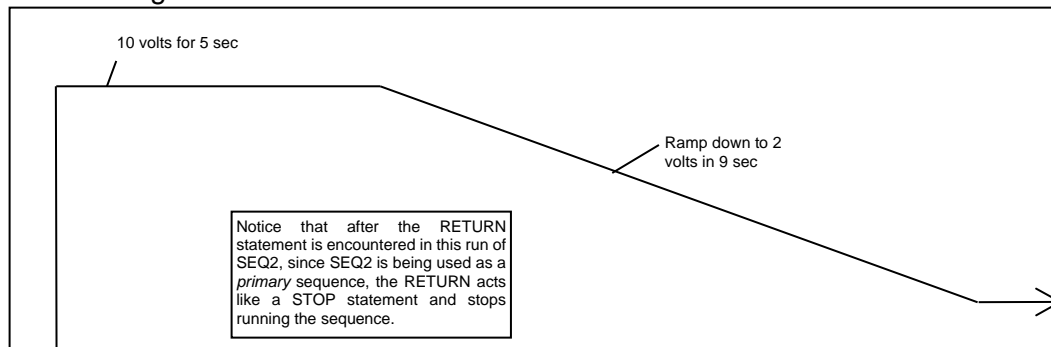 10 volts for 5 sec
Ramp down to 2
volts in 9 sec
Notice that after the RETURN
statement is encountered in this run of
SEQ2, since SEQ2 is being used as a
primary sequence, the RETURN acts
like a STOP statement and stops
running the sequence.